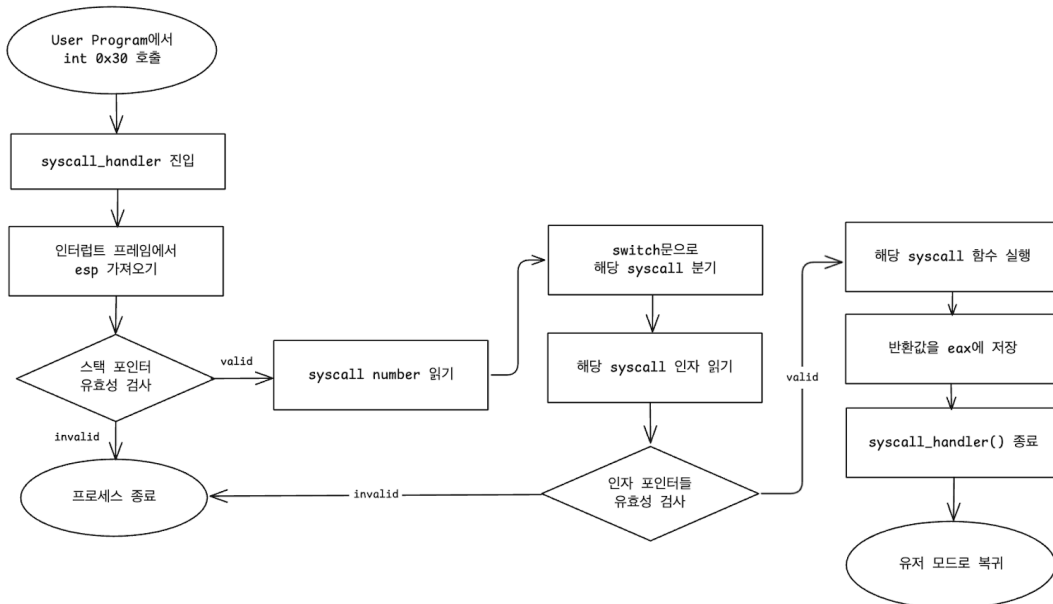 User Program에서
int 0x30 호출
syscall_handler 진입
인터럽트 프레임에서
esp 가져오기
스택 포인터
유효성 검사
valid
invalid
프로세스 종료
syscall number 읽기
switch문으로
해당 syscall 분기
해당 syscall 인자 읽기
인자 포인터들
유효성 검사
invalid
valid
해당 syscall 함수 실행
반환값을 eax에 저장
syscall_handler() 종료
유저 모드로 복귀